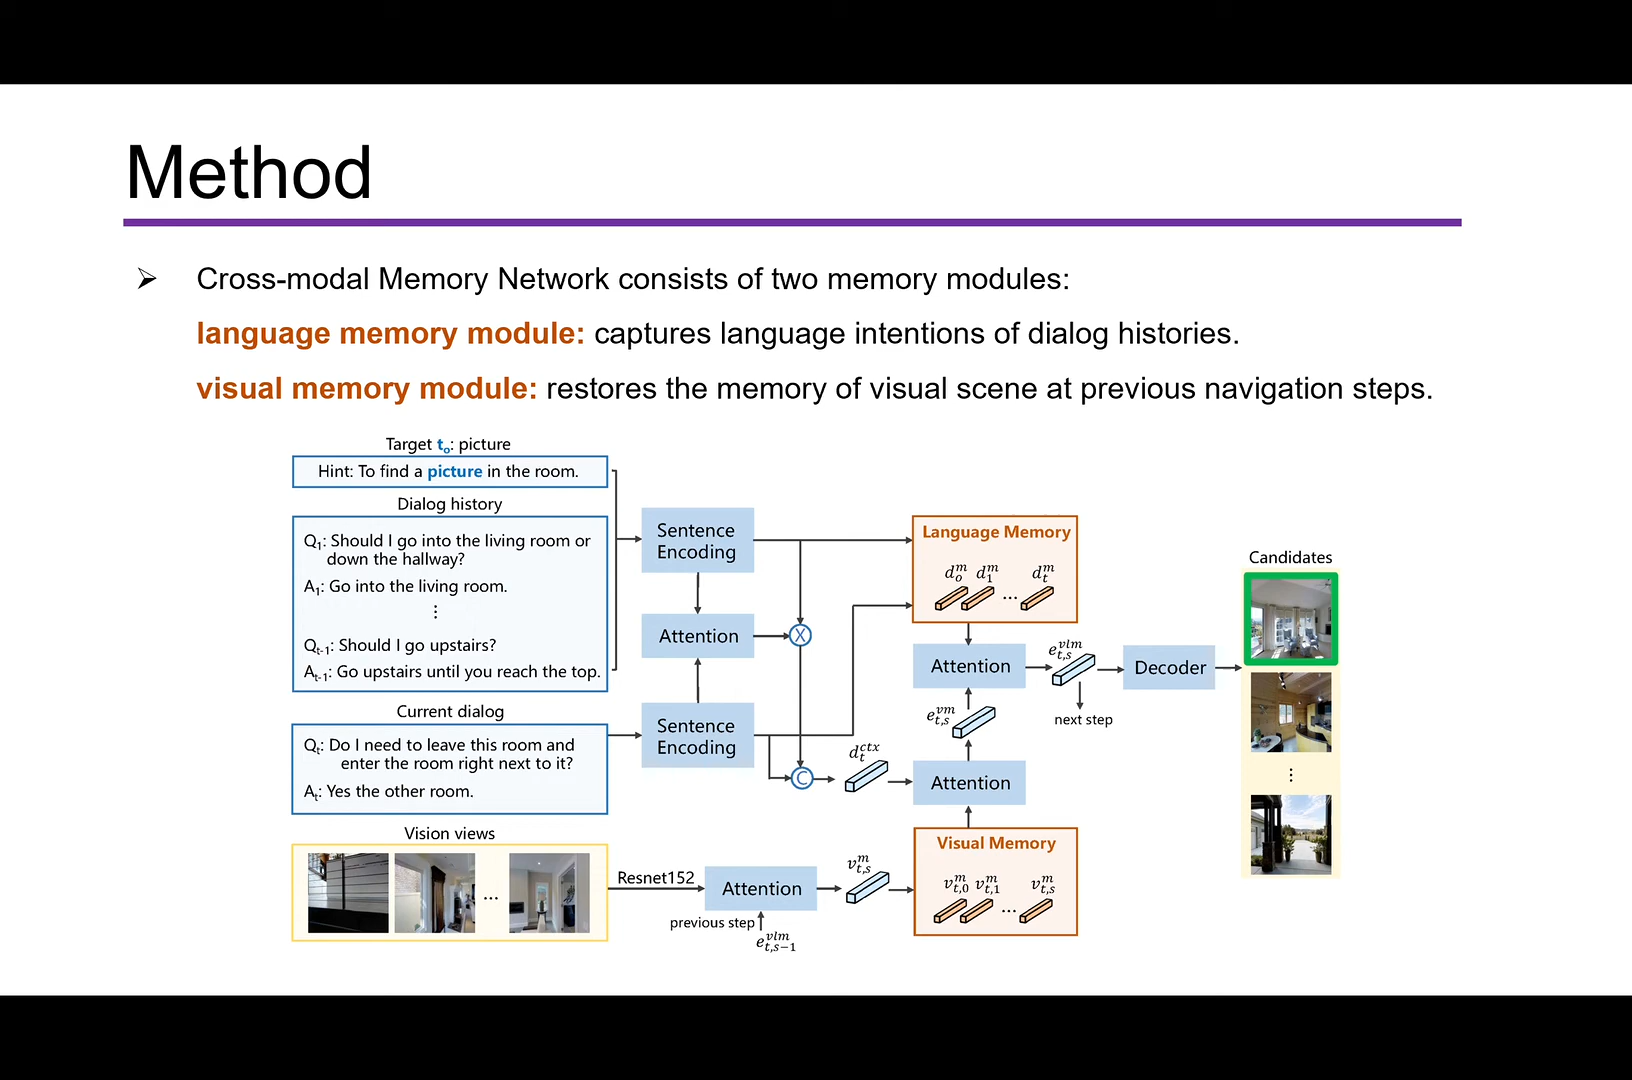 Method
➢ Cross-modal Memory Network consists of two memory modules:
language memory module: captures language intentions of dialog histories.
visual memory module: restores the memory of visual scene at previous navigation steps.
Target t_o: picture
Hint: To find a picture in the room.
Dialog history
Q_1: Should I go into the living room or
down the hallway?
A_1: Go into the living room.
⋮
Q_{t-1}: Should I go upstairs?
A_{t-1}: Go upstairs until you reach the top.
Current dialog
Q_t: Do I need to leave this room and
enter the room right next to it?
A_t: Yes the other room.
Vision views
...
Resnet152
Sentence
Encoding
Attention
X
Sentence
Encoding
C
d_t^{ctx}
Attention
previous step
e_{t,s-1}^{vlm}
v_{t,s}^m
Language Memory
d_o^m d_1^m ... d_t^m
Attention
e_{t,s}^{vm}
Attention
Visual Memory
v_{t,0}^m v_{t,1}^m ... v_{t,s}^m
e_{t,s}^{vlm}
next step
Decoder
Candidates
⋮